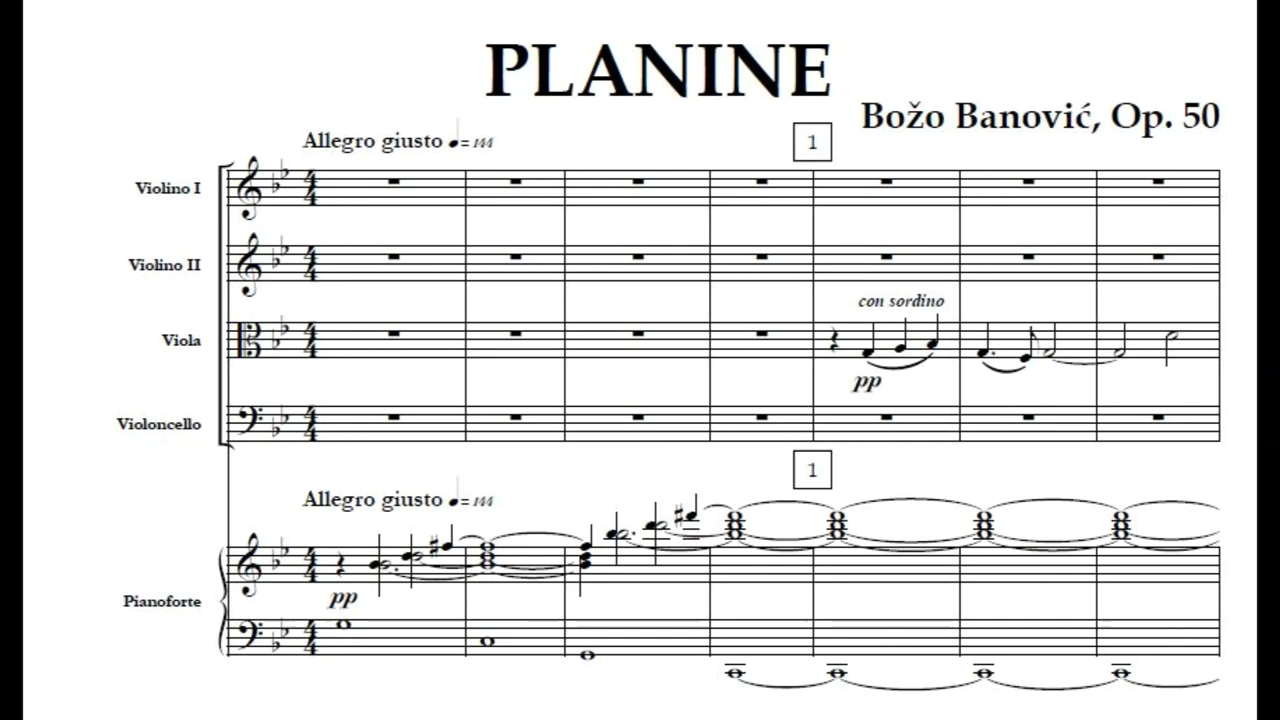 PLANINE
Božo Banović, Op. 50
Allegro giusto ♩= 144
1
Violino I
Violino II
con sordino
Viola
pp
Violoncello
1
Allegro giusto ♩= 144
pp
Pianoforte